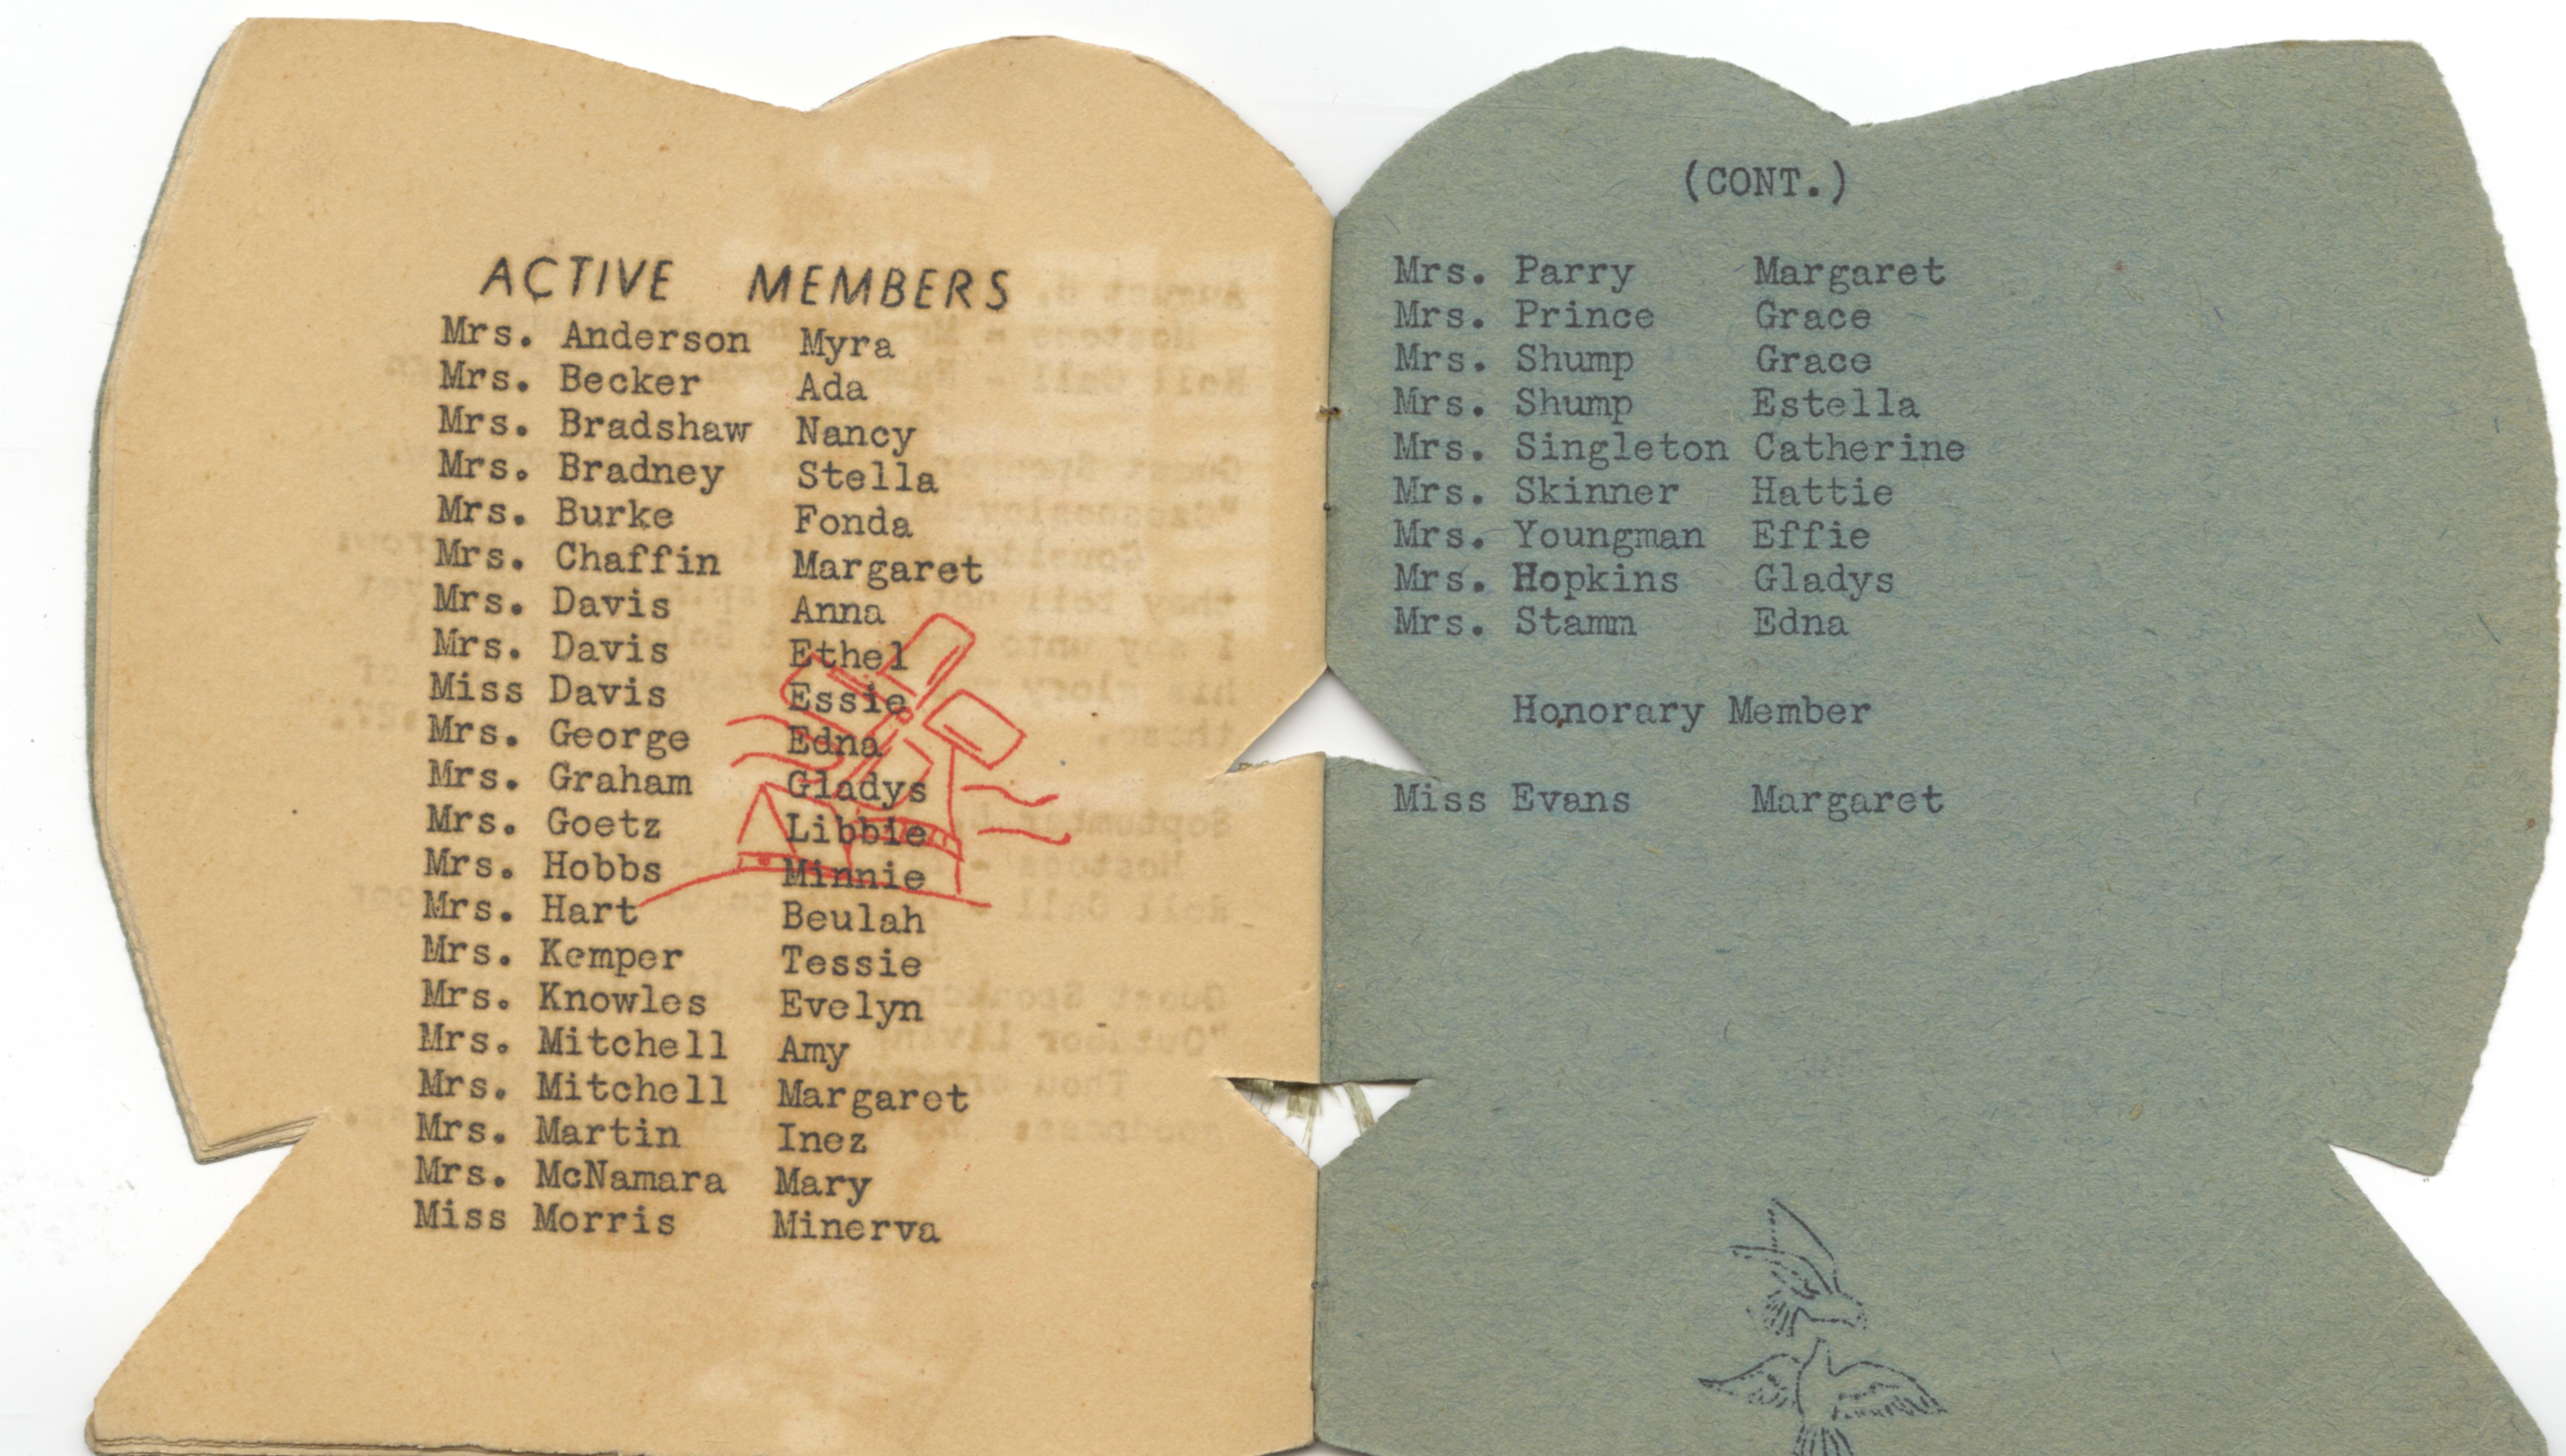 ACTIVE MEMBERS
Mrs. Anderson Myra
Mrs. Becker Ada
Mrs. Bradshaw Nancy
Mrs. Bradney Stella
Mrs. Burke Fonda
Mrs. Chaffin Margaret
Mrs. Davis Anna
Mrs. Davis Ethel
Miss Davis Essie
Mrs. George Edna
Mrs. Graham Gladys
Mrs. Goetz Libbie
Mrs. Hobbs Minnie
Mrs. Hart Beulah
Mrs. Kemper Tessie
Mrs. Knowles Evelyn
Mrs. Mitchell Amy
Mrs. Mitchell Margaret
Mrs. Martin Inez
Mrs. McNamara Mary
Miss Morris Minerva
(CONT.)
Mrs. Parry Margaret
Mrs. Prince Grace
Mrs. Shump Grace
Mrs. Shump Estella
Mrs. Singleton Catherine
Mrs. Skinner Hattie
Mrs. Youngman Effie
Mrs. Hopkins Gladys
Mrs. Stamm Edna
Honorary Member
Miss Evans Margaret